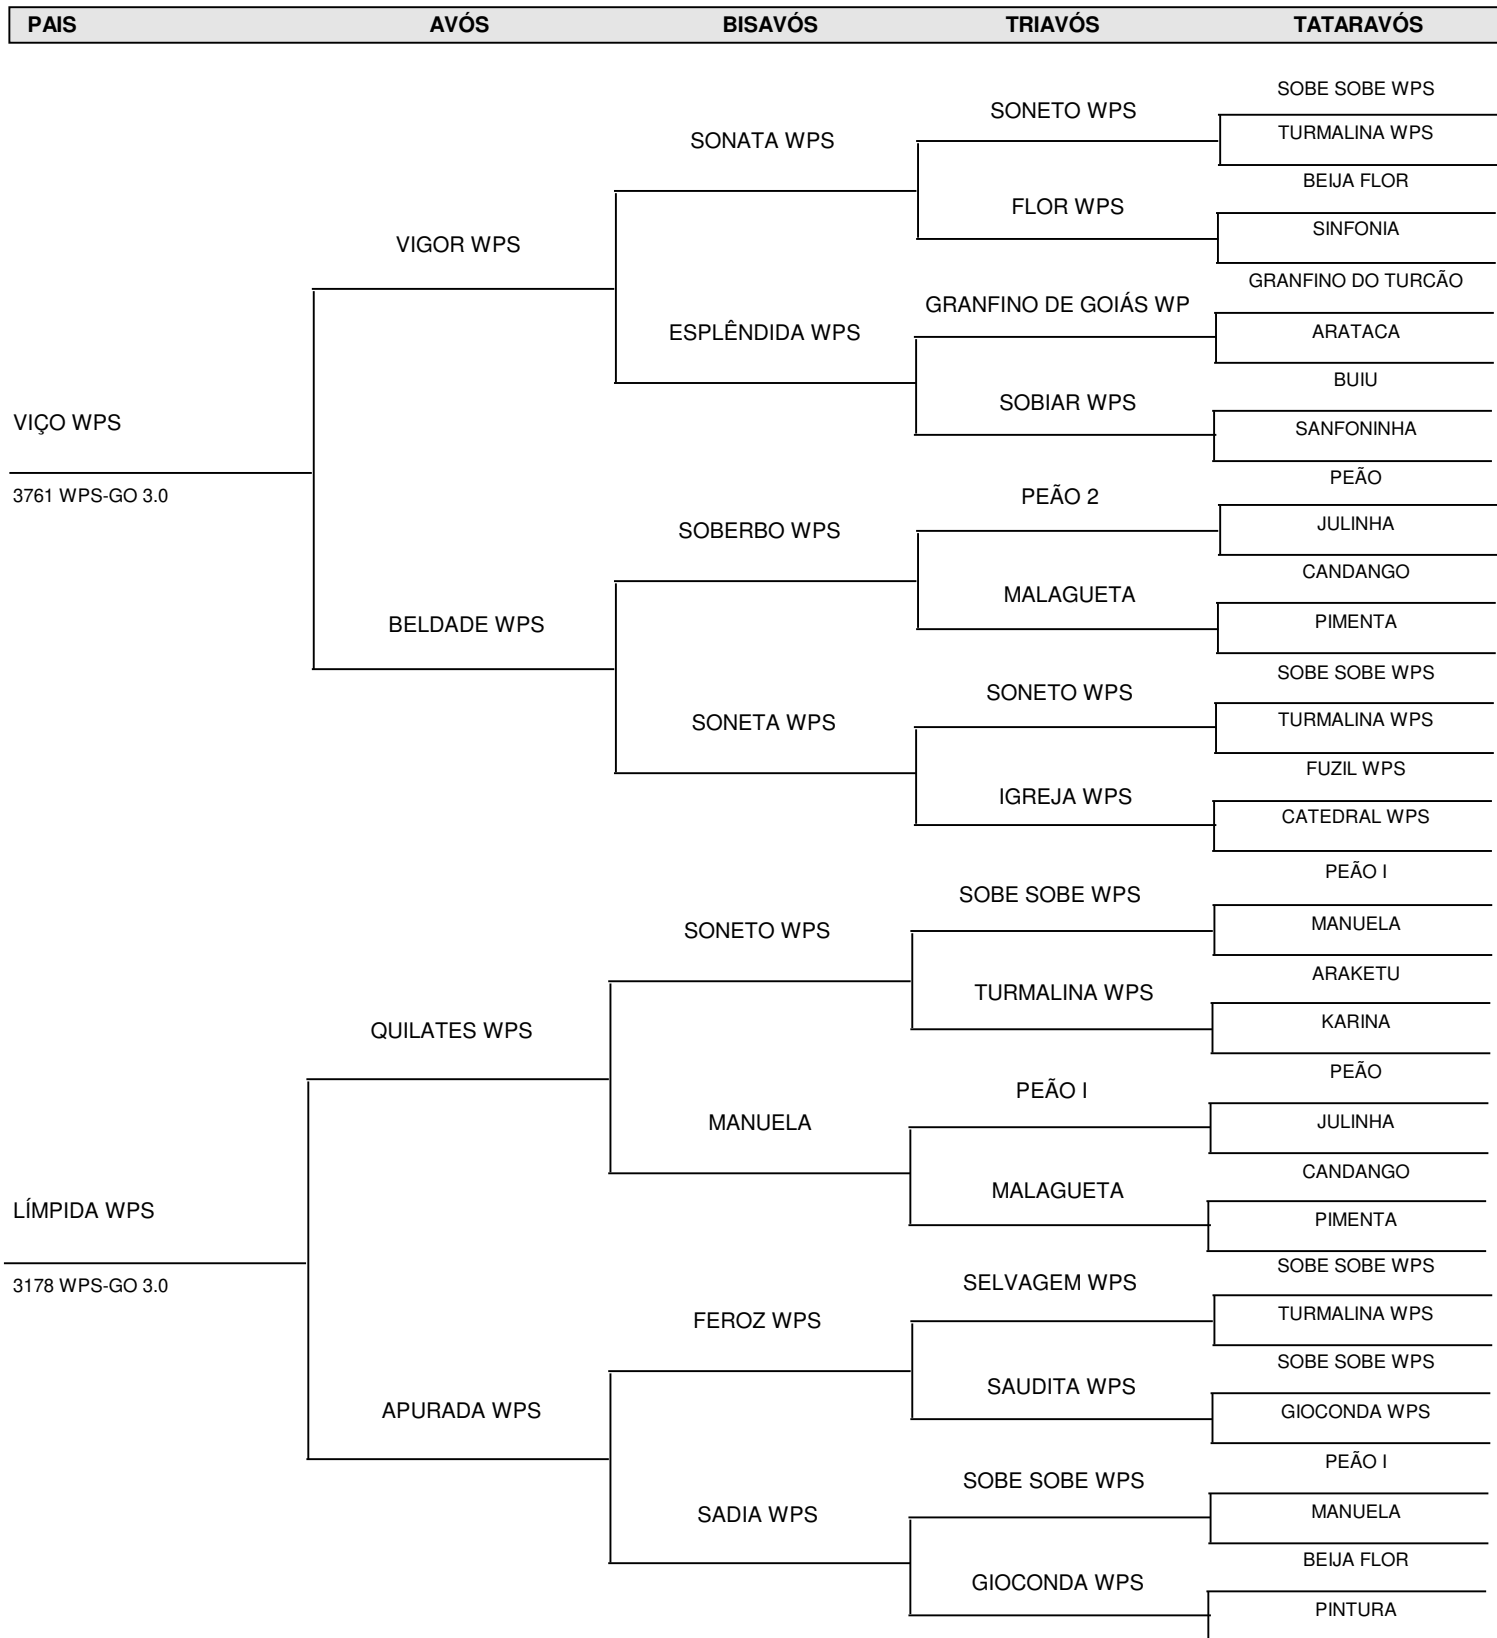 PAIS AVÓS BISAVÓS TRIAVÓS TATARAVÓS
SOBE SOBE WPS
SONETO WPS
TURMALINA WPS
SONATA WPS
BEIJA FLOR
FLOR WPS
SINFONIA
VIGOR WPS
GRANFINO DO TURCÃO
GRANFINO DE GOIÁS WP
ARATACA
ESPLÊNDIDA WPS
BUIU
SOBIAR WPS
VIÇO WPS
SANFONINHA
PEÃO
3761 WPS-GO 3.0
PEÃO 2
JULINHA
SOBERBO WPS
CANDANGO
MALAGUETA
PIMENTA
BELDADE WPS
SOBE SOBE WPS
SONETO WPS
TURMALINA WPS
SONETA WPS
FUZIL WPS
IGREJA WPS
CATEDRAL WPS
PEÃO I
SOBE SOBE WPS
MANUELA
SONETO WPS
ARAKETU
TURMALINA WPS
KARINA
QUILATES WPS
PEÃO
PEÃO I
JULINHA
MANUELA
CANDANGO
MALAGUETA
LÍMPIDA WPS
PIMENTA
SOBE SOBE WPS
3178 WPS-GO 3.0
SELVAGEM WPS
TURMALINA WPS
FEROZ WPS
SOBE SOBE WPS
SAUDITA WPS
APURADA WPS
GIOCONDA WPS
PEÃO I
SOBE SOBE WPS
MANUELA
SADIA WPS
BEIJA FLOR
GIOCONDA WPS
PINTURA